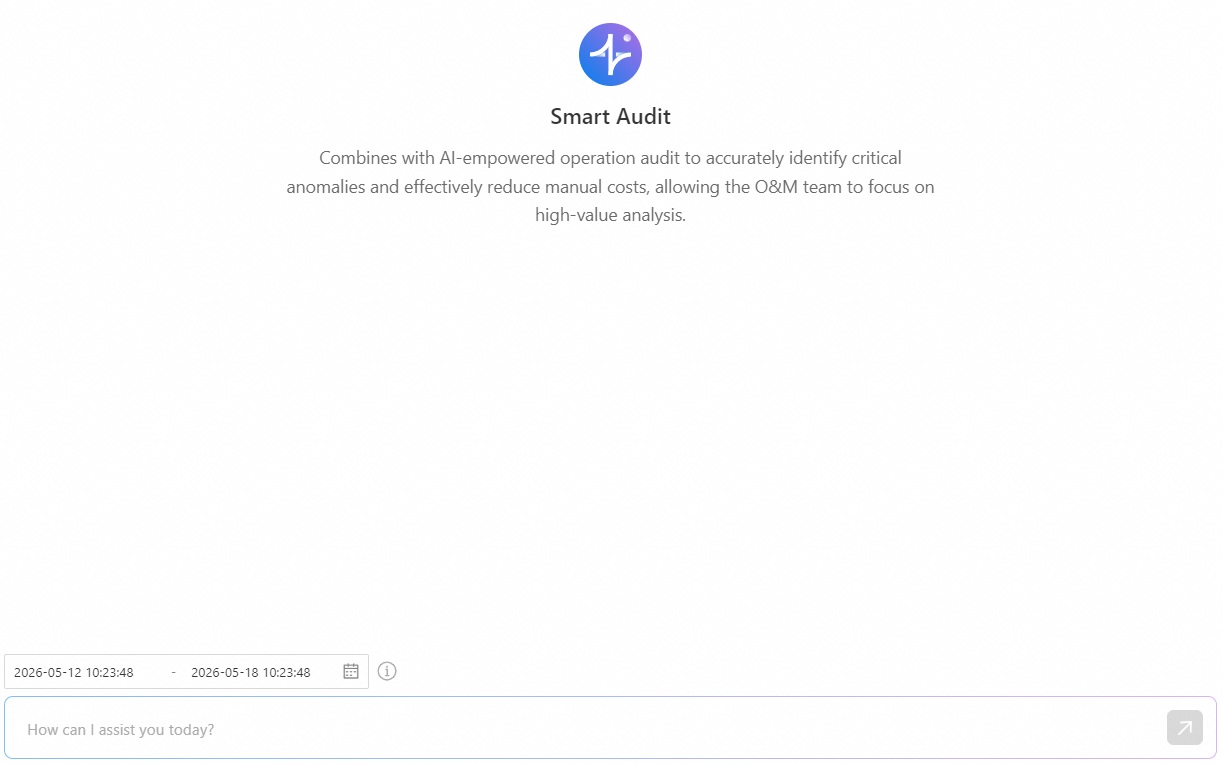 Smart Audit
Combines with AI-empowered operation audit to accurately identify critical
anomalies and effectively reduce manual costs, allowing the O&M team to focus on
high-value analysis.
2026-05-12 10:23:48 - 2026-05-18 10:23:48
How can I assist you today?